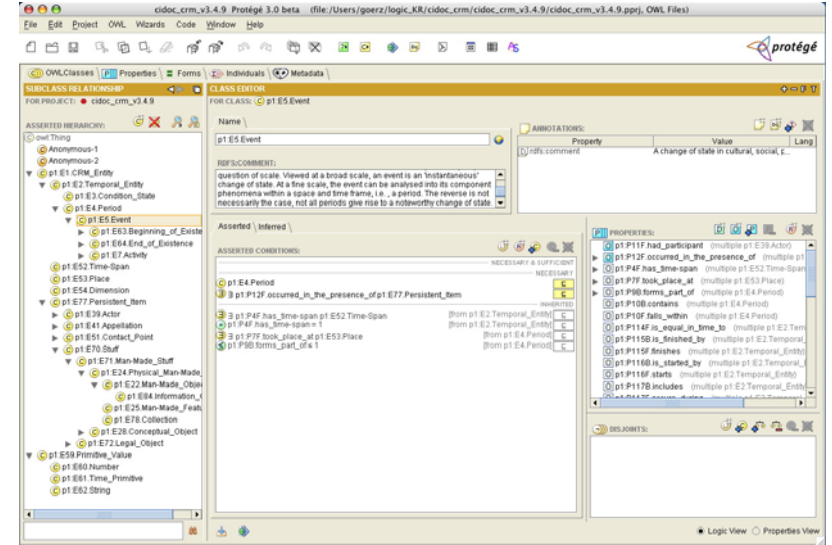 cidoc_crm_v3.4.9 Protégé 3.0 beta (file:/Users/goerz/logic_KR/cidoc_crm/cidoc_crm_v3.4.9/cidoc_crm_v3.4.9.pprj, OWL Files)
File Edit Project OWL Wizards Code Window Help
protégé
OWLClasses Properties Forms Individuals Metadata
SUBCLASS RELATIONSHIP
FOR PROJECT: cidoc_crm_v3.4.9
ASSERTED HIERARCHY:
owl:Thing
Anonymous-1
Anonymous-2
p1:E1.CRM_Entity
p1:E2.Temporal_Entity
p1:E3.Condition_State
p1:E4.Period
p1:E5.Event
p1:E63.Beginning_of_Existe
p1:E64.End_of_Existence
p1:E7.Activity
p1:E52.Time-Span
p1:E53.Place
p1:E54.Dimension
p1:E77.Persistent_Item
p1:E39.Actor
p1:E41.Appellation
p1:E51.Contact_Point
p1:E70.Stuff
p1:E71.Man-Made_Stuff
p1:E24.Physical_Man-Made_
p1:E22.Man-Made_Obje
p1:E84.Information_
p1:E25.Man-Made_Featu
p1:E78.Collection
p1:E28.Conceptual_Object
p1:E72.Legal_Object
p1:E59.Primitive_Value
p1:E60.Number
p1:E61.Time_Primitive
p1:E62.String
CLASS EDITOR
FOR CLASS: p1:E5.Event
Name
p1:E5.Event
RDFS:COMMENT:
question of scale. Viewed at a broad scale, an event is an 'instantaneous'
change of state. At a fine scale, the event can be analysed into its component
phenomena within a space and time frame, i.e. , a period. The reverse is not
necessarily the case, not all periods give rise to a noteworthy change of state.
ANNOTATIONS:
Property Value Lang
rdfs:comment A change of state in cultural, social, p...
Asserted Inferred
ASSERTED CONDITIONS:
NECESSARY & SUFFICIENT
NECESSARY
p1:E4.Period
∃ p1:P12F.occurred_in_the_presence_of p1:E77.Persistent_Item
INHERITED
∃ p1:P4F.has_time-span p1:E52.Time-Span [from p1:E2.Temporal_Entity]
p1:P4F.has_time-span = 1 [from p1:E2.Temporal_Entity]
∃ p1:P7F.took_place_at p1:E53.Place [from p1:E4.Period]
p1:P9B.forms_part_of ≤ 1 [from p1:E4.Period]
PROPERTIES:
p1:P11F.had_participant (multiple p1:E39.Actor)
p1:P12F.occurred_in_the_presence_of (multiple p1
p1:P4F.has_time-span (multiple p1:E52.Time-Span
p1:P7F.took_place_at (multiple p1:E53.Place)
p1:P9B.forms_part_of (multiple p1:E4.Period)
p1:P10B.contains (multiple p1:E4.Period)
p1:P10F.falls_within (multiple p1:E4.Period)
p1:P114F.is_equal_in_time_to (multiple p1:E2.Tem
p1:P115B.is_finished_by (multiple p1:E2.Temporal_
p1:P115F.finishes (multiple p1:E2.Temporal_Entity)
p1:P116B.is_started_by (multiple p1:E2.Temporal_
p1:P116F.starts (multiple p1:E2.Temporal_Entity)
p1:P117B.includes (multiple p1:E2.Temporal_Entity
DISJOINTS:
Logic View Properties View